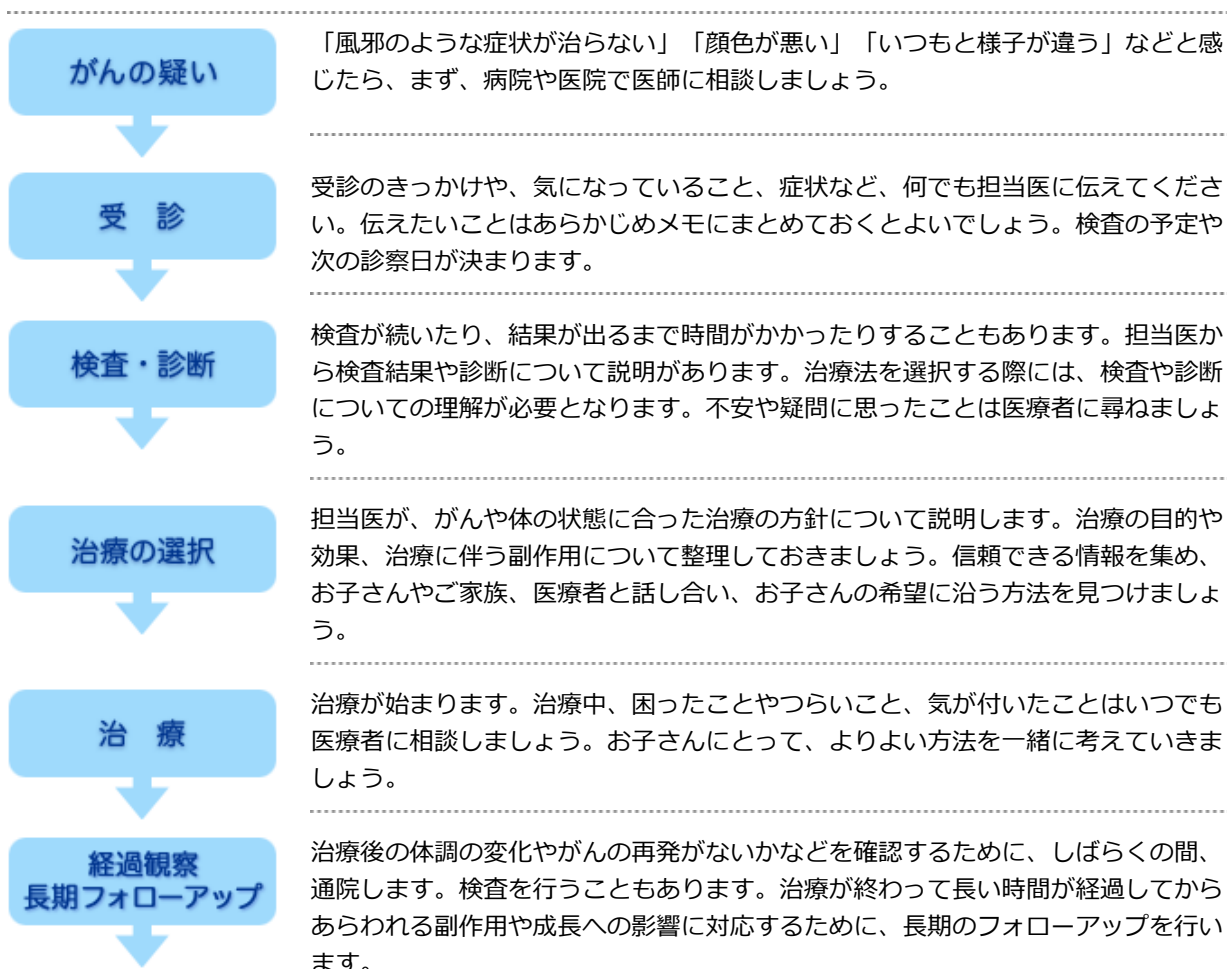 がんの疑い
「風邪のような症状が治らない」「顔色が悪い」「いつもと様子が違う」などと感
じたら、まず、病院や医院で医師に相談しましょう。
受 診
受診のきっかけや、気になっていること、症状など、何でも担当医に伝えてくださ
い。伝えたいことはあらかじめメモにまとめておくとよいでしょう。検査の予定や
次の診察日が決まります。
検査・診断
検査が続いたり、結果が出るまで時間がかかったりすることもあります。担当医か
ら検査結果や診断について説明があります。治療法を選択する際には、検査や診断
についての理解が必要となります。不安や疑問に思ったことは医療者に尋ねましょ
う。
治療の選択
担当医が、がんや体の状態に合った治療の方針について説明します。治療の目的や
効果、治療に伴う副作用について整理しておきましょう。信頼できる情報を集め、
お子さんやご家族、医療者と話し合い、お子さんの希望に沿う方法を見つけましょ
う。
治 療
治療が始まります。治療中、困ったことやつらいこと、気が付いたことはいつでも
医療者に相談しましょう。お子さんにとって、よりよい方法を一緒に考えていきま
しょう。
経過観察
長期フォローアップ
治療後の体調の変化やがんの再発がないかなどを確認するために、しばらくの間、
通院します。検査を行うこともあります。治療が終わって長い時間が経過してから
あらわれる副作用や成長への影響に対応するために、長期のフォローアップを行い
ます。